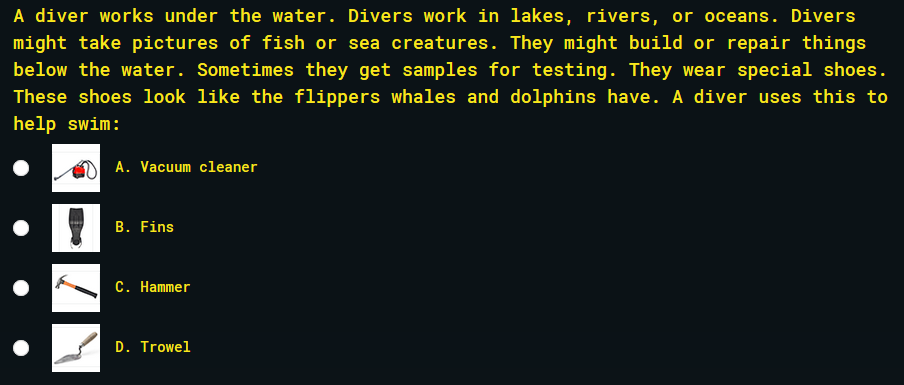 A diver works under the water. Divers work in lakes, rivers, or oceans. Divers
might take pictures of fish or sea creatures. They might build or repair things
below the water. Sometimes they get samples for testing. They wear special shoes.
These shoes look like the flippers whales and dolphins have. A diver uses this to
help swim:
A. Vacuum cleaner
B. Fins
C. Hammer
D. Trowel